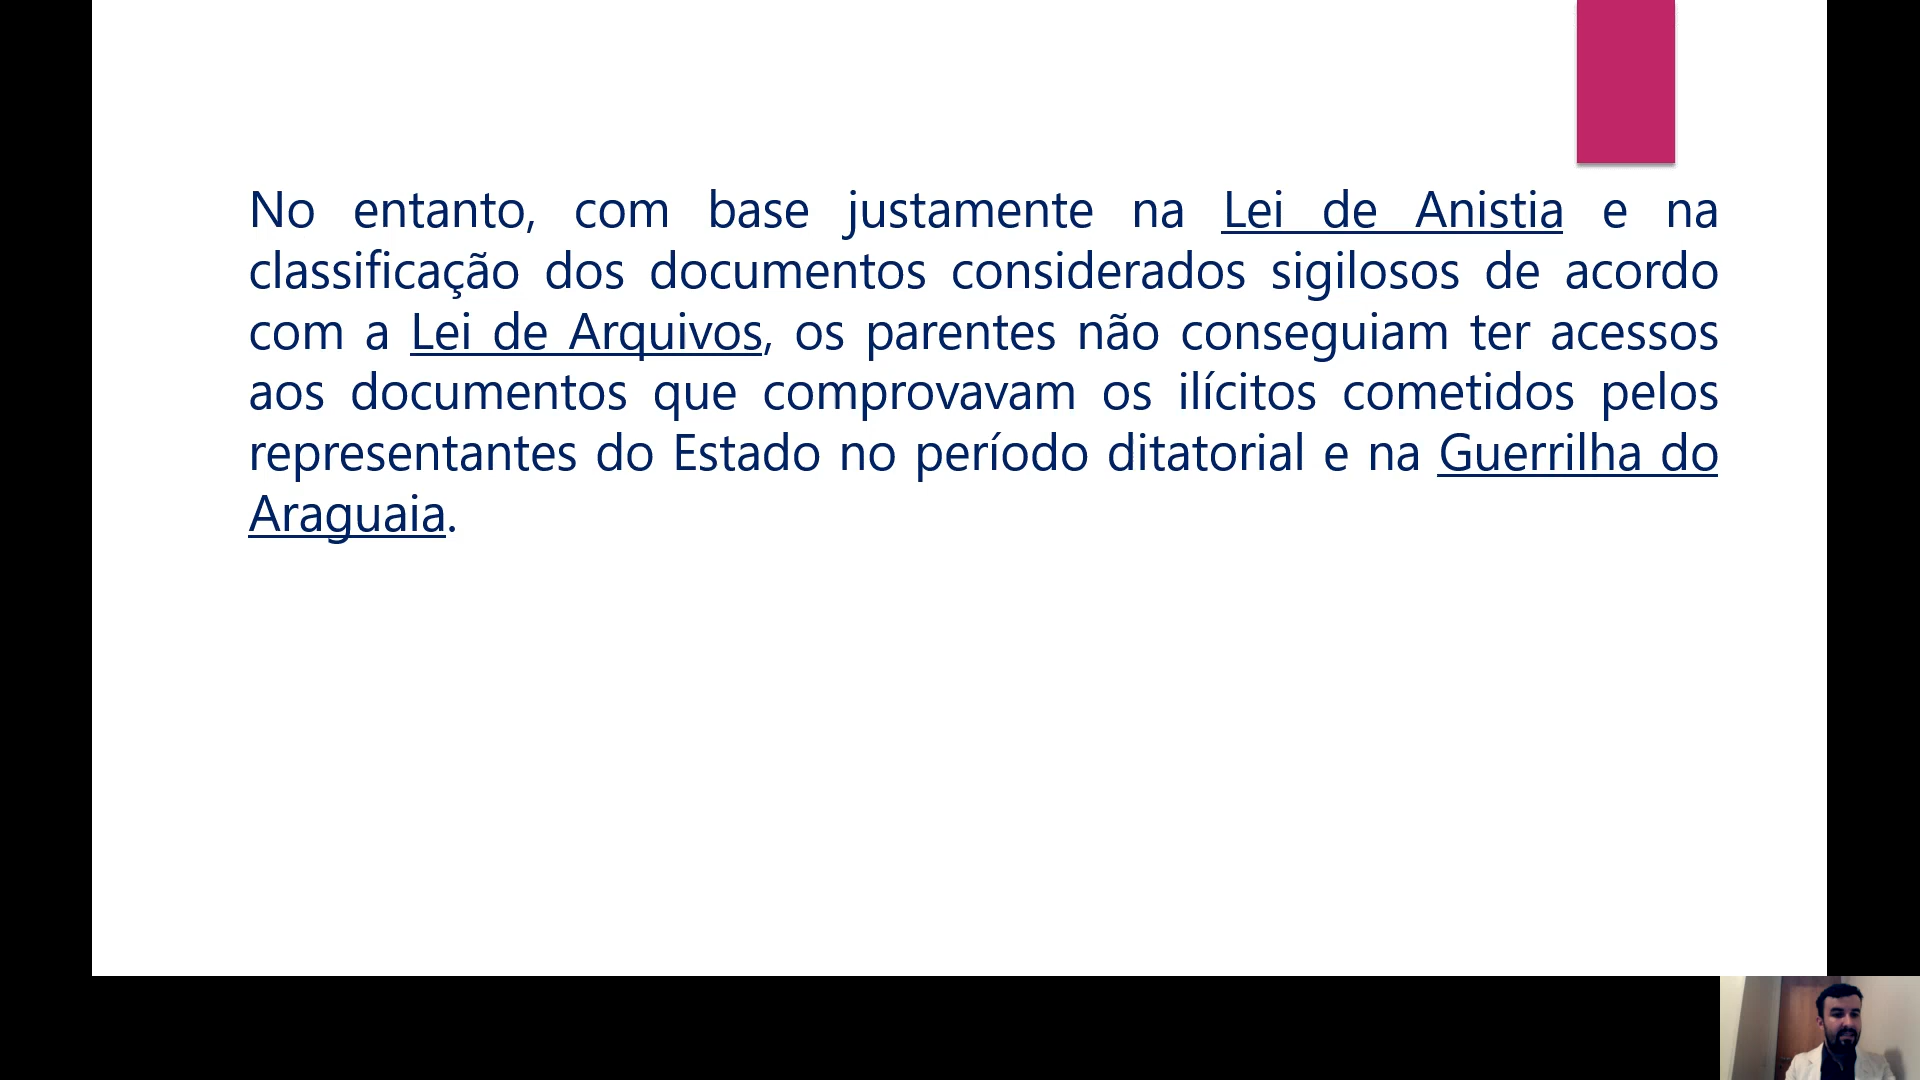 No entanto, com base justamente na Lei de Anistia e na
classificação dos documentos considerados sigilosos de acordo
com a Lei de Arquivos, os parentes não conseguiam ter acessos
aos documentos que comprovavam os ilícitos cometidos pelos
representantes do Estado no período ditatorial e na Guerrilha do
Araguaia.